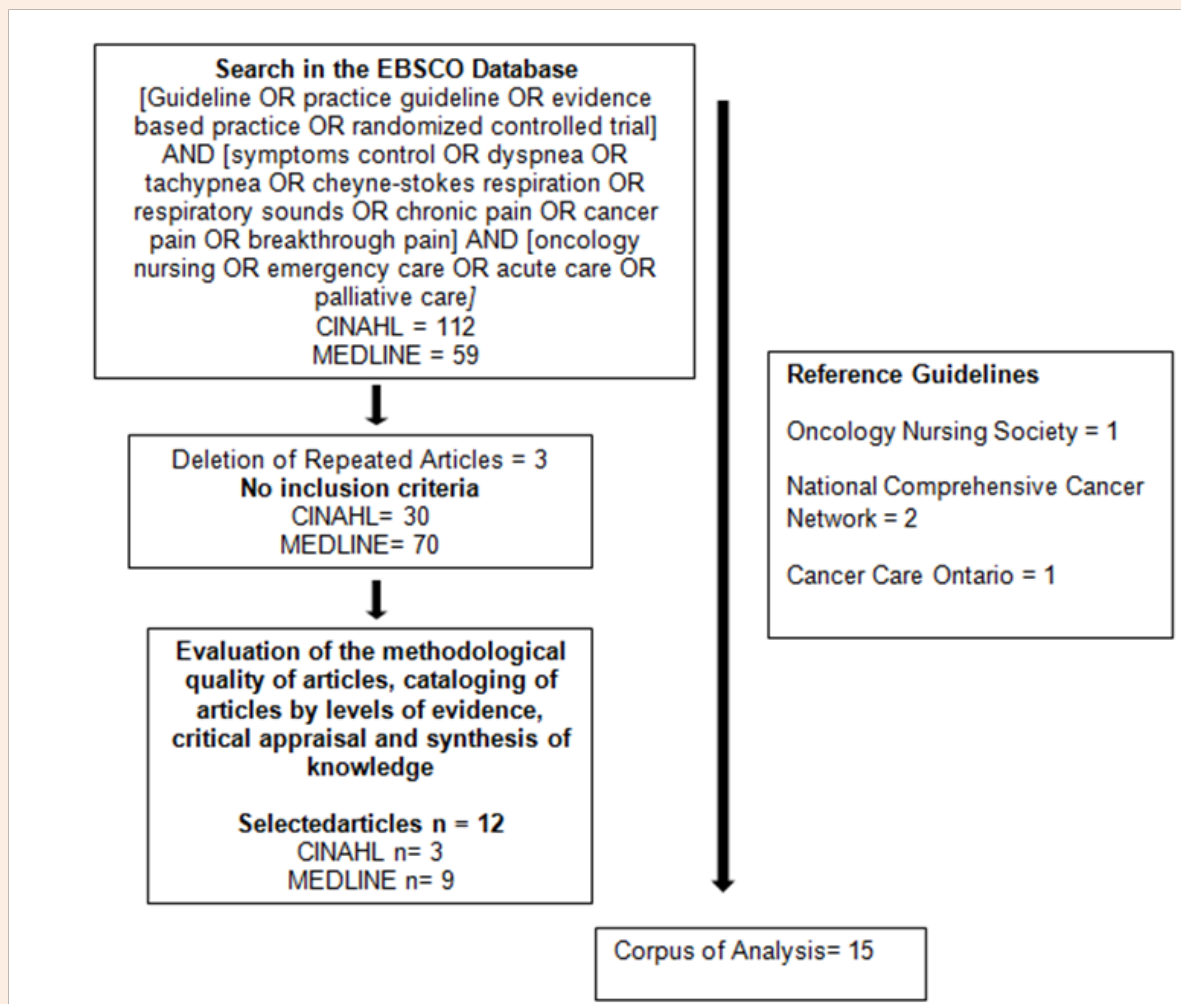 Search in the EBSCO Database
[Guideline OR practice guideline OR evidence
based practice OR randomized controlled trial]
AND [symptoms control OR dyspnea OR
tachypnea OR cheyne-stokes respiration OR
respiratory sounds OR chronic pain OR cancer
pain OR breakthrough pain] AND [oncology
nursing OR emergency care OR acute care OR
palliative care]
CINAHL = 112
MEDLINE = 59
Deletion of Repeated Articles = 3
No inclusion criteria
CINAHL= 30
MEDLINE= 70
Evaluation of the methodological
quality of articles, cataloging of
articles by levels of evidence,
critical appraisal and synthesis of
knowledge
Selectedarticles n = 12
CINAHL n= 3
MEDLINE n= 9
Reference Guidelines
Oncology Nursing Society = 1
National Comprehensive Cancer
Network = 2
Cancer Care Ontario = 1
Corpus of Analysis= 15